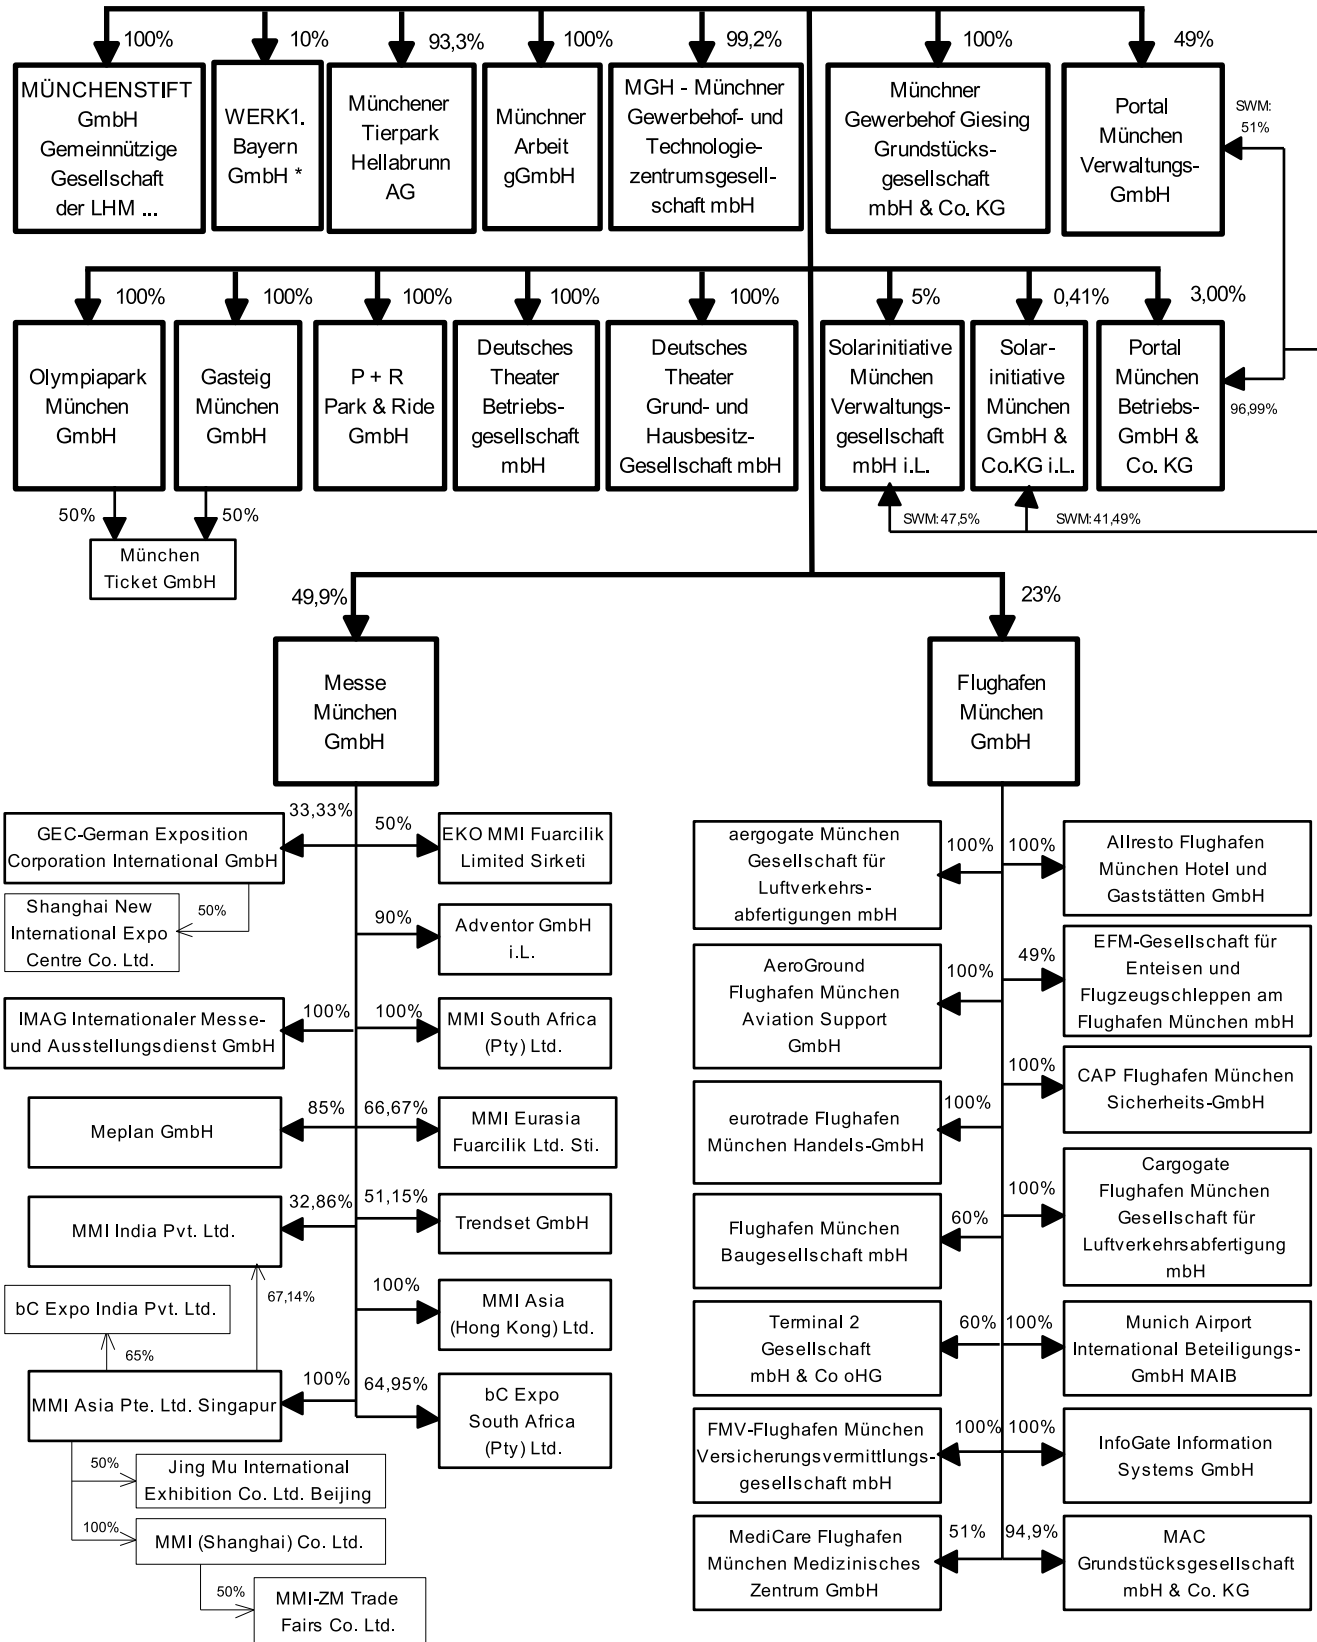 100%
10%
93,3%
100%
99,2%
100%
49%
MÜNCHENSTIFT
GmbH
Gemeinnützige
Gesellschaft
der LHM ...
WERK1.
Bayern
GmbH *
Münchener
Tierpark
Hellabrunn
AG
Münchner
Arbeit
gGmbH
MGH - Münchner
Gewerbehof- und
Technologie-
zentrumsgesell-
schaft mbH
Münchner
Gewerbehof Giesing
Grundstücks-
gesellschaft
mbH & Co. KG
Portal
München
Verwaltungs-
GmbH
SWM:
51%
100%
100%
100%
100%
100%
5%
0,41%
3,00%
Olympiapark
München
GmbH
Gasteig
München
GmbH
P + R
Park & Ride
GmbH
Deutsches
Theater
Betriebs-
gesellschaft
mbH
Deutsches
Theater
Grund- und
Hausbesitz-
Gesellschaft mbH
Solarinitiative
München
Verwaltungs-
gesellschaft
mbH i.L.
Solar-
initiative
München
GmbH &
Co.KG i.L.
Portal
München
Betriebs-
GmbH &
Co. KG
96,99%
50%
50%
SWM: 47,5%
SWM: 41,49%
München
Ticket GmbH
49,9%
23%
Messe
München
GmbH
Flughafen
München
GmbH
33,33%
50%
GEC-German Exposition
Corporation International GmbH
EKO MMI Fuarcilik
Limited Sirketi
50%
Shanghai New
International Expo
Centre Co. Ltd.
90%
Adventor GmbH
i.L.
100%
100%
IMAG Internationaler Messe-
und Ausstellungsdienst GmbH
MMI South Africa
(Pty) Ltd.
85%
66,67%
Meplan GmbH
MMI Eurasia
Fuarcilik Ltd. Sti.
32,86%
51,15%
MMI India Pvt. Ltd.
Trendset GmbH
67,14%
100%
bC Expo India Pvt. Ltd.
MMI Asia
(Hong Kong) Ltd.
65%
100%
64,95%
MMI Asia Pte. Ltd. Singapur
bC Expo
South Africa
(Pty) Ltd.
50%
Jing Mu International
Exhibition Co. Ltd. Beijing
100%
MMI (Shanghai) Co. Ltd.
50%
MMI-ZM Trade
Fairs Co. Ltd.
aergogate München
Gesellschaft für
Luftverkehrs-
abfertigungen mbH
100%
100%
Allresto Flughafen
München Hotel und
Gaststätten GmbH
AeroGround
Flughafen München
Aviation Support
GmbH
100%
49%
EFM-Gesellschaft für
Enteisen und
Flugzeugschleppen am
Flughafen München mbH
100%
CAP Flughafen München
Sicherheits-GmbH
eurotrade Flughafen
München Handels-GmbH
100%
100%
Cargogate
Flughafen München
Gesellschaft für
Luftverkehrsabfertigung
mbH
Flughafen München
Baugesellschaft mbH
60%
Terminal 2
Gesellschaft
mbh & Co oHG
60%
100%
Munich Airport
International Beteiligungs-
GmbH MAIB
FMV-Flughafen München
Versicherungsvermittlungs-
gesellschaft mbH
100%
100%
InfoGate Information
Systems GmbH
MediCare Flughafen
München Medizinisches
Zentrum GmbH
51%
94,9%
MAC
Grundstücksgesellschaft
mbH & Co. KG